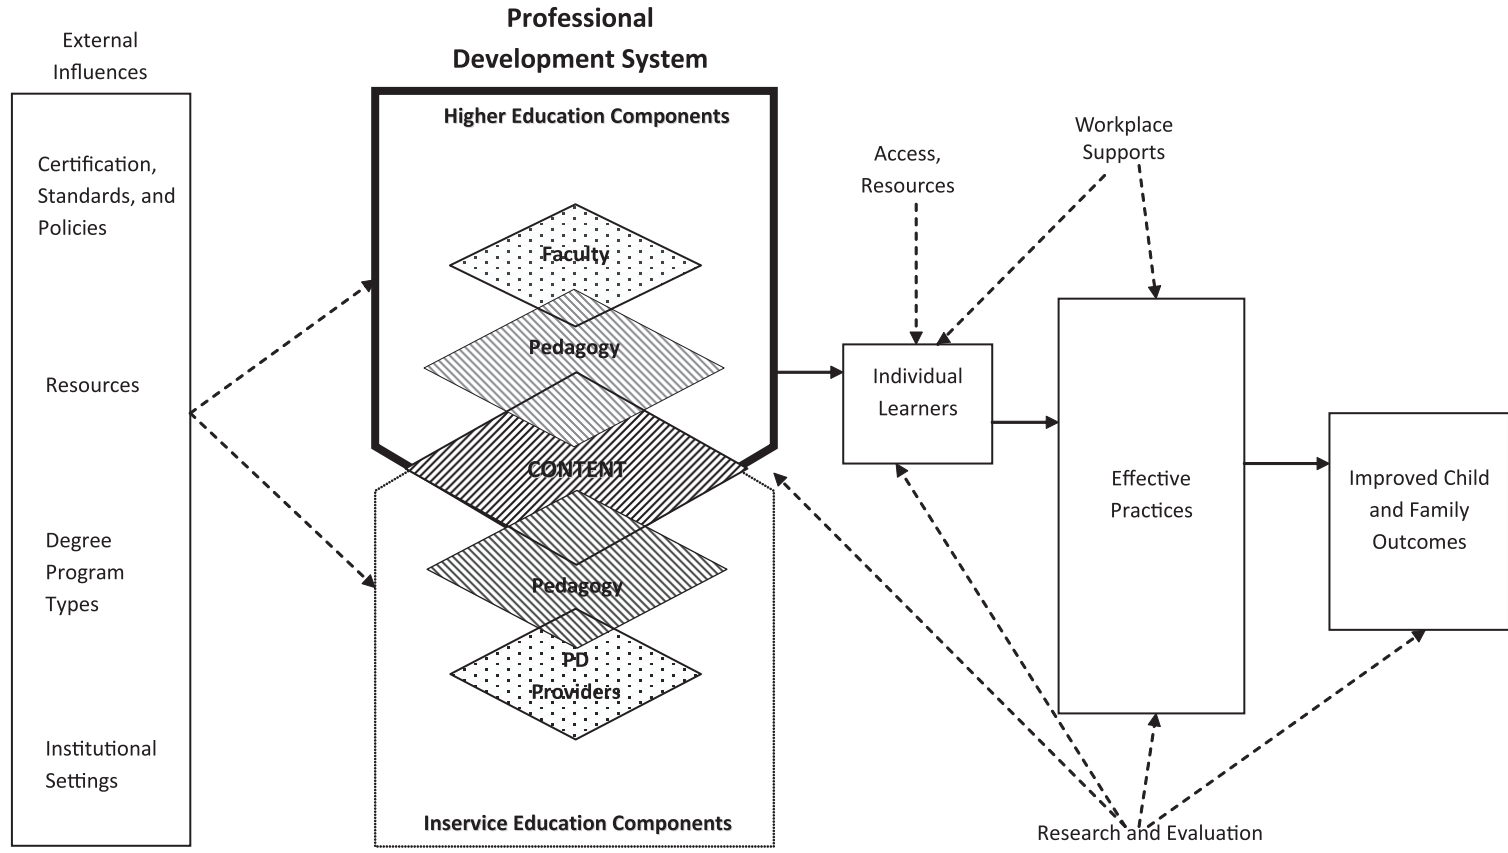 External
Influences
Certification,
Standards, and
Policies
Resources
Degree
Program
Types
Institutional
Settings
Professional
Development System
Higher Education Components
Faculty
Pedagogy
CONTENT
Pedagogy
PD
Providers
Inservice Education Components
Access,
Resources
Workplace
Supports
Individual
Learners
Effective
Practices
Improved Child
and Family
Outcomes
Research and Evaluation